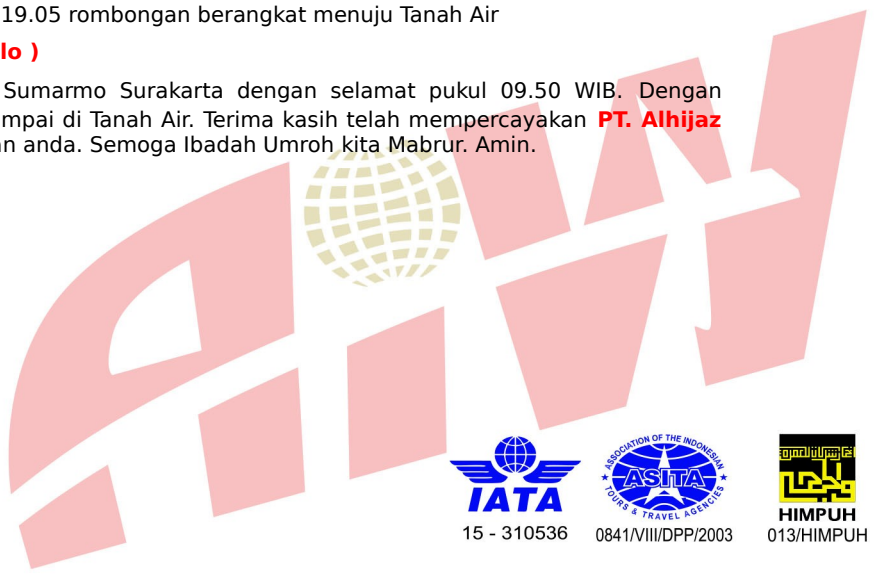 19.05 rombongan berangkat menuju Tanah Air
lo )
Sumarmo Surakarta dengan selamat pukul 09.50 WIB. Dengan
mpai di Tanah Air. Terima kasih telah mempercayakan PT. Alhijaz
an anda. Semoga Ibadah Umroh kita Mabrur. Amin.
AIW
IATA
15 - 310536
ASSOCIATION OF THE INDONESIAN
ASITA
TOURS & TRAVEL AGENCIES
0841/VIII/DPP/2003
HIMPUH
013/HIMPUH